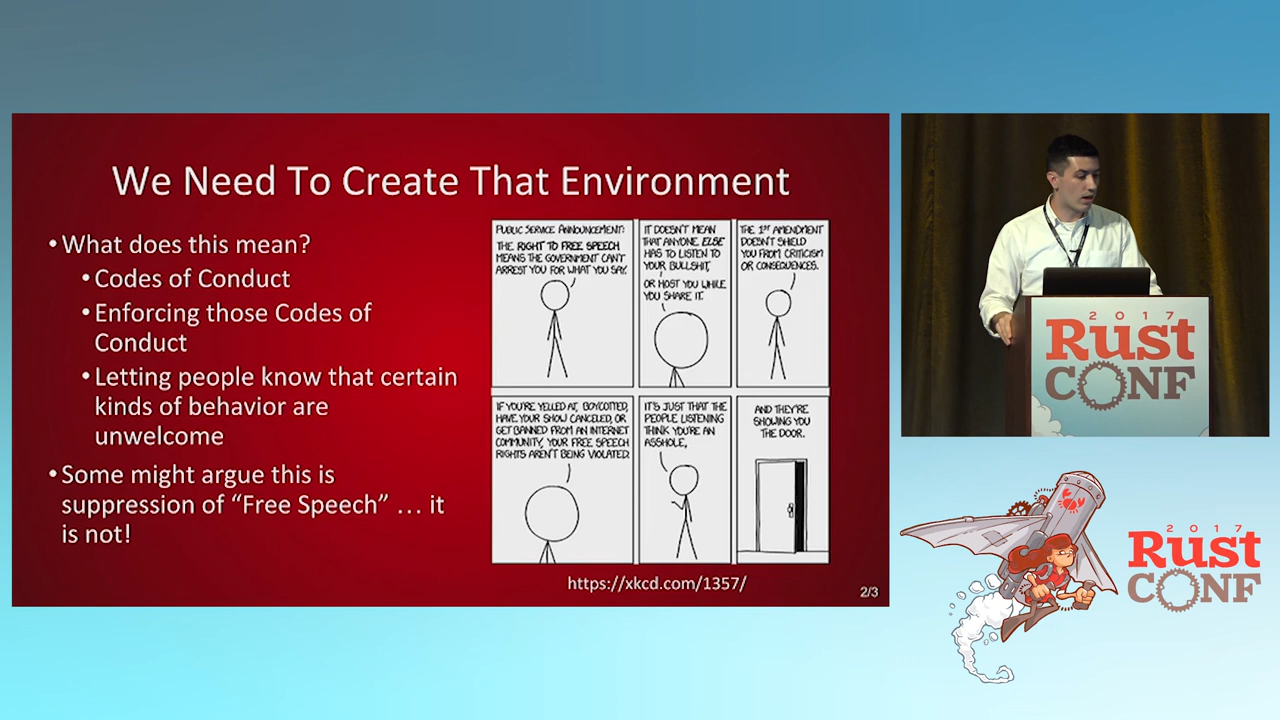 We Need To Create That Environment
• What does this mean?
• Codes of Conduct
• Enforcing those Codes of
Conduct
• Letting people know that certain
kinds of behavior are
unwelcome
• Some might argue this is
suppression of “Free Speech” … it
is not!
PUBLIC SERVICE ANNOUNCEMENT:
THE RIGHT TO FREE SPEECH
MEANS THE GOVERNMENT CAN'T
ARREST YOU FOR WHAT YOU SAY.
IT DOESN'T MEAN
THAT ANYONE ELSE
HAS TO LISTEN TO
YOUR BULLSHIT,
OR HOST YOU WHILE
YOU SHARE IT.
THE 1ST AMENDMENT
DOESN'T SHIELD
YOU FROM CRITICISM
OR CONSEQUENCES.
IF YOU'RE YELLED AT, BOYCOTTED,
HAVE YOUR SHOW CANCELED, OR
GET BANNED FROM AN INTERNET
COMMUNITY, YOUR FREE SPEECH
RIGHTS AREN'T BEING VIOLATED.
IT'S JUST THAT THE
PEOPLE LISTENING
THINK YOU'RE AN
ASSHOLE,
AND THEY'RE
SHOWING YOU
THE DOOR.
https://xkcd.com/1357/
2/3
2017
Rust
CONF
2017
Rust
CONF